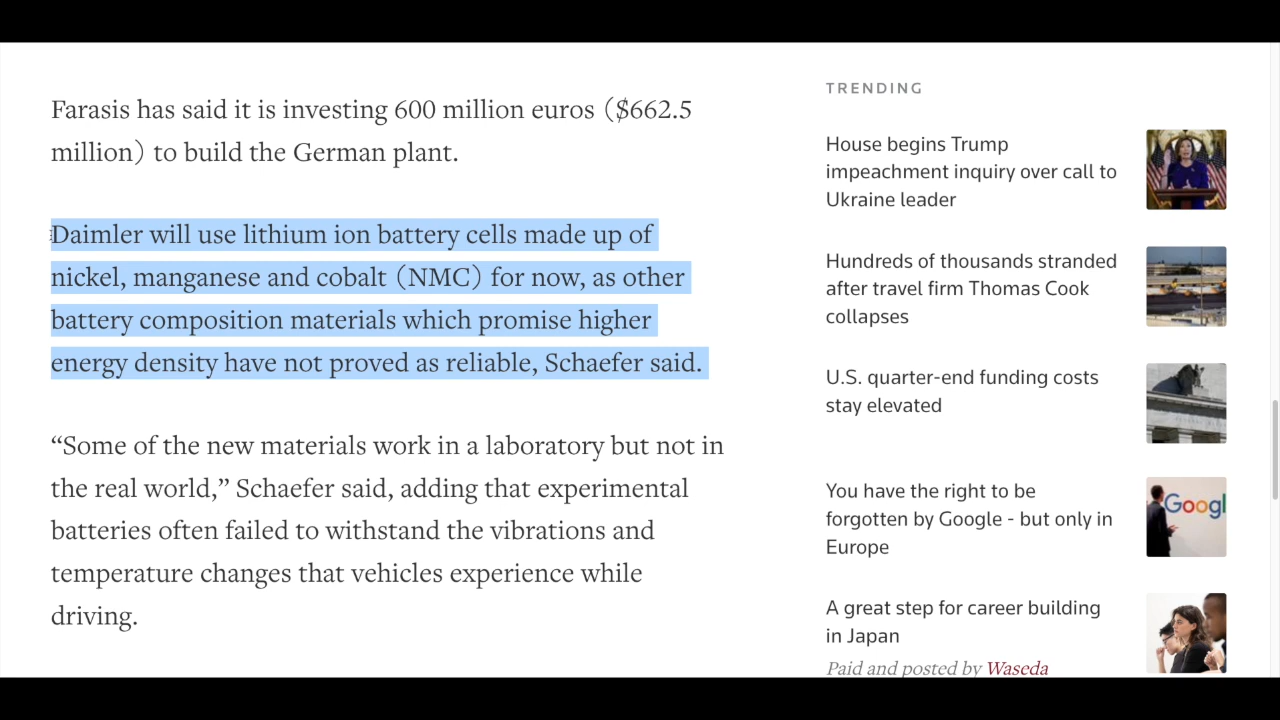 Farasis has said it is investing 600 million euros ($662.5
million) to build the German plant.
Daimler will use lithium ion battery cells made up of
nickel, manganese and cobalt (NMC) for now, as other
battery composition materials which promise higher
energy density have not proved as reliable, Schaefer said.
“Some of the new materials work in a laboratory but not in
the real world,” Schaefer said, adding that experimental
batteries often failed to withstand the vibrations and
temperature changes that vehicles experience while
driving.
TRENDING
House begins Trump
impeachment inquiry over call to
Ukraine leader
Hundreds of thousands stranded
after travel firm Thomas Cook
collapses
U.S. quarter-end funding costs
stay elevated
You have the right to be
forgotten by Google - but only in
Europe
Googl
A great step for career building
in Japan
Paid and posted by Waseda